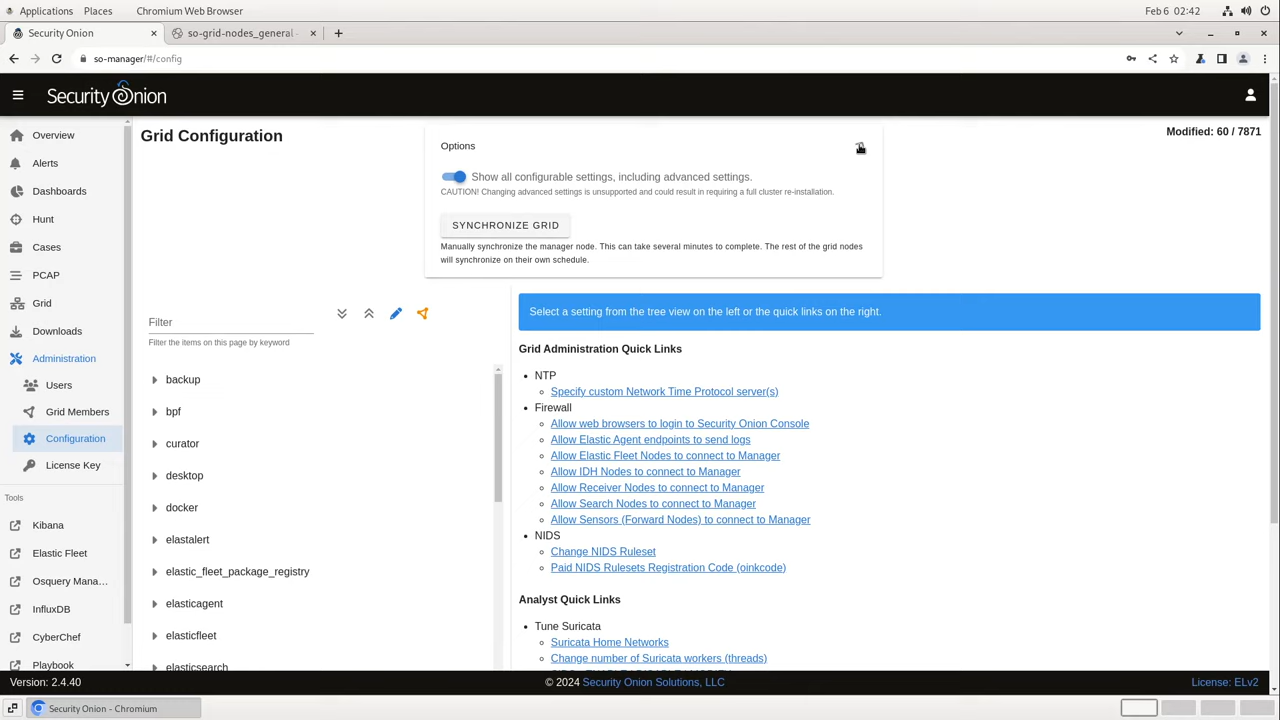 Applications Places Chromium Web Browser Feb 6 02:42
Security Onion
so-grid-nodes_general -
so-manager/#/config
Security Onion
Grid Configuration
Modified: 60 / 7871
Options
Show all configurable settings, including advanced settings.
CAUTION! Changing advanced settings is unsupported and could result in requiring a full cluster re-installation.
SYNCHRONIZE GRID
Manually synchronize the manager node. This can take several minutes to complete. The rest of the grid nodes
will synchronize on their own schedule.
Overview
Alerts
Dashboards
Hunt
Cases
PCAP
Grid
Downloads
Administration
Users
Grid Members
Configuration
License Key
Tools
Kibana
Elastic Fleet
Osquery Mana...
InfluxDB
CyberChef
Playbook
Filter
Filter the items on this page by keyword
backup
bpf
curator
desktop
docker
elastalert
elastic_fleet_package_registry
elasticagent
elasticfleet
elasticsearch
Select a setting from the tree view on the left or the quick links on the right.
Grid Administration Quick Links
NTP
Specify custom Network Time Protocol server(s)
Firewall
Allow web browsers to login to Security Onion Console
Allow Elastic Agent endpoints to send logs
Allow Elastic Fleet Nodes to connect to Manager
Allow IDH Nodes to connect to Manager
Allow Receiver Nodes to connect to Manager
Allow Search Nodes to connect to Manager
Allow Sensors (Forward Nodes) to connect to Manager
NIDS
Change NIDS Ruleset
Paid NIDS Rulesets Registration Code (oinkcode)
Analyst Quick Links
Tune Suricata
Suricata Home Networks
Change number of Suricata workers (threads)
Version: 2.4.40
© 2024 Security Onion Solutions, LLC
License: ELv2
Security Onion - Chromium